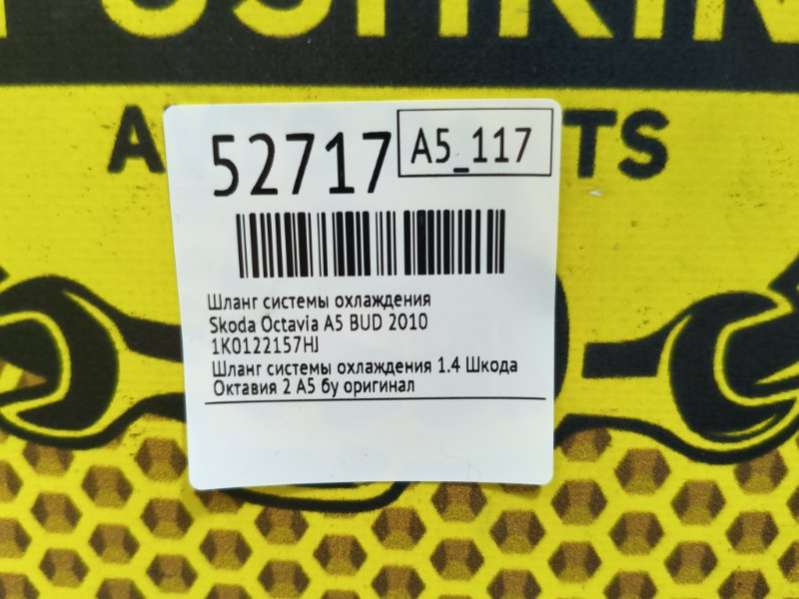 52717
A5_117
Шланг системы охлаждения
Skoda Octavia A5 BUD 2010
1K0122157HJ
Шланг системы охлаждения 1.4 Шкода
Октавия 2 А5 бу оригинал